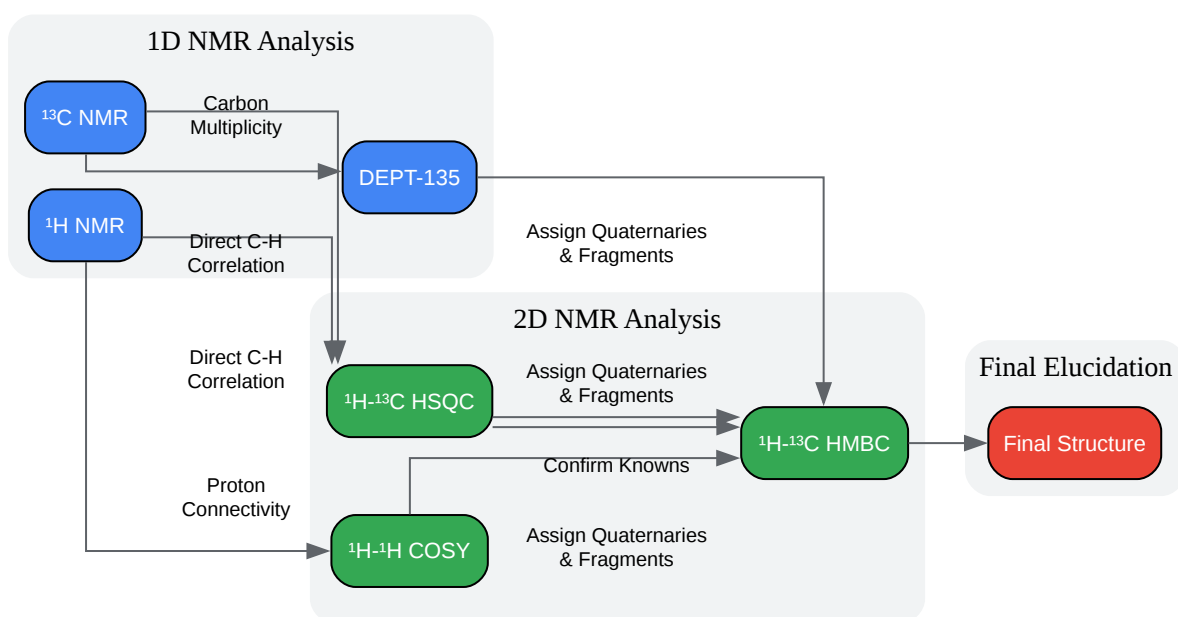 1D NMR Analysis
¹³C NMR
Carbon
Multiplicity
DEPT-135
¹H NMR
Direct C-H
Correlation
Assign Quaternaries
& Fragments
2D NMR Analysis
Final Elucidation
Direct C-H
Correlation
¹H-¹³C HSQC
Assign Quaternaries
& Fragments
¹H-¹³C HMBC
Final Structure
Confirm Knowns
Proton
Connectivity
¹H-¹H COSY
Assign Quaternaries
& Fragments